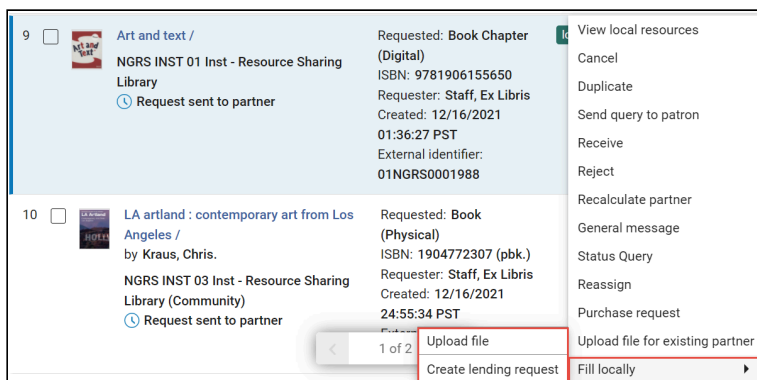 9
Art and text /
NGRS INST 01 Inst - Resource Sharing
Library
Request sent to partner
Requested: Book Chapter
(Digital)
ISBN: 9781906155650
Requester: Staff, Ex Libris
Created: 12/16/2021
01:36:27 PST
External identifier:
01NGRS0001988
Art and
Text
10
LA artland : contemporary art from Los
Angeles /
by Kraus, Chris.
NGRS INST 03 Inst - Resource Sharing
Library (Community)
Request sent to partner
Requested: Book
(Physical)
ISBN: 1904772307 (pbk.)
Requester: Staff, Ex Libris
Created: 12/16/2021
24:55:34 PST
1 of 2
View local resources
Cancel
Duplicate
Send query to patron
Receive
Reject
Recalculate partner
General message
Status Query
Reassign
Purchase request
Upload file for existing partner
Fill locally
Upload file
Create lending request